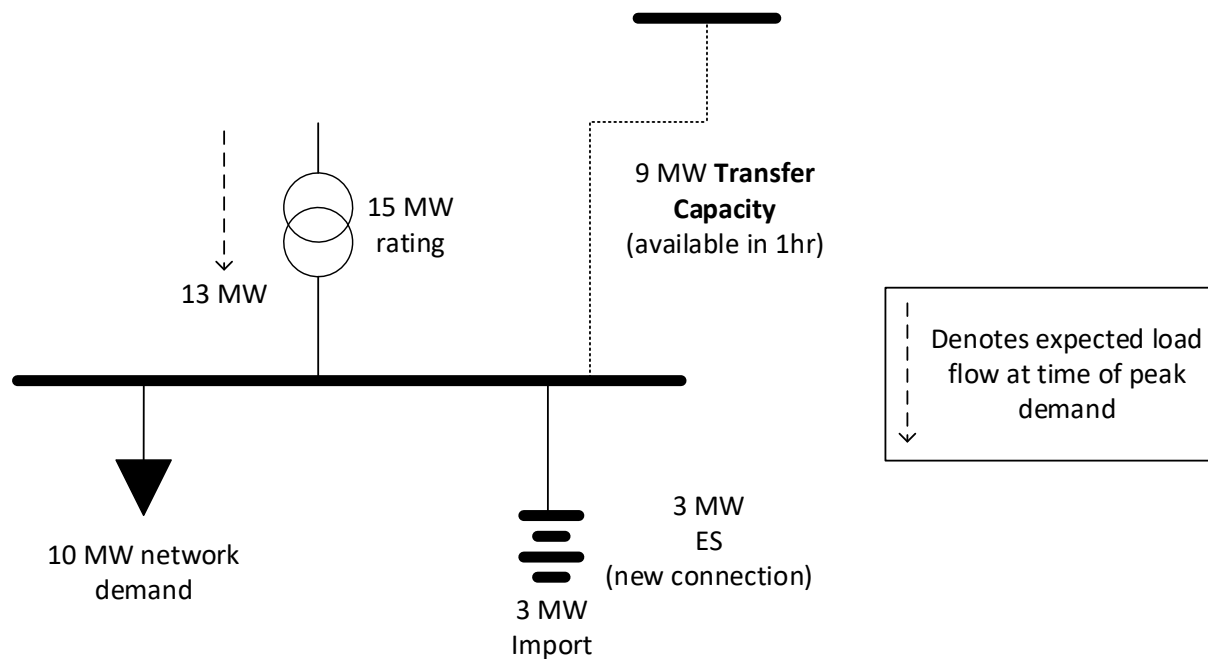 15 MW
rating
13 MW
9 MW Transfer
Capacity
(available in 1hr)
Denotes expected load
flow at time of peak
demand
10 MW network
demand
3 MW
ES
(new connection)
3 MW
Import